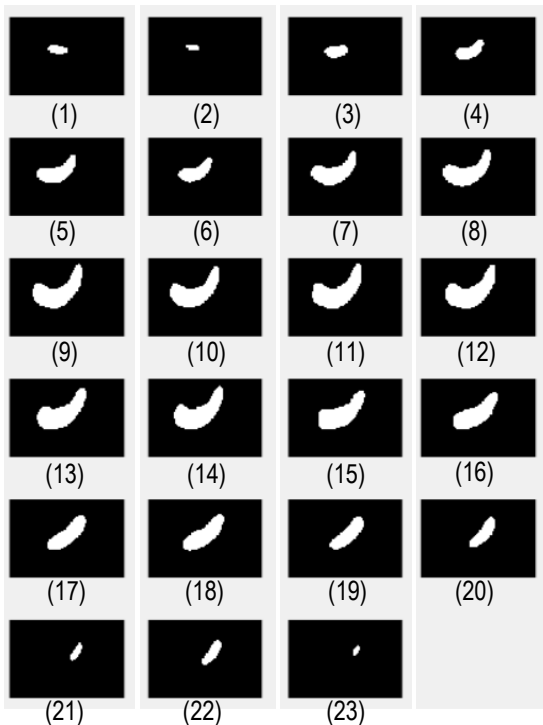 (1) (2) (3) (4)
(5) (6) (7) (8)
(9) (10) (11) (12)
(13) (14) (15) (16)
(17) (18) (19) (20)
(21) (22) (23)